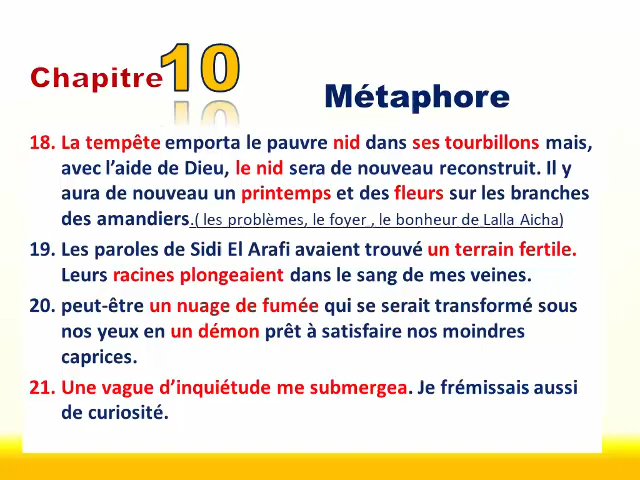 Chapitre 10
Métaphore
18. La tempête emporta le pauvre nid dans ses tourbillons mais,
avec l’aide de Dieu, le nid sera de nouveau reconstruit. Il y
aura de nouveau un printemps et des fleurs sur les branches
des amandiers.( les problèmes, le foyer , le bonheur de Lalla Aicha)
19. Les paroles de Sidi El Arafi avaient trouvé un terrain fertile.
Leurs racines plongeaient dans le sang de mes veines.
20. peut-être un nuage de fumée qui se serait transformé sous
nos yeux en un démon prêt à satisfaire nos moindres
caprices.
21. Une vague d’inquiétude me submergea. Je frémissais aussi
de curiosité.